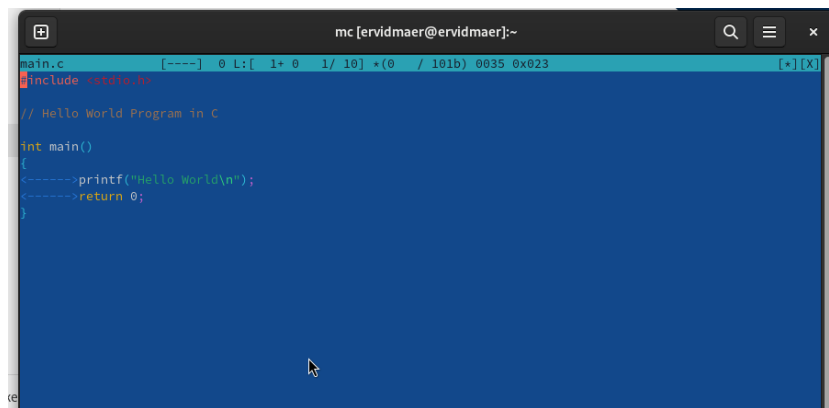 mc [ervidmaer@ervidmaer]:~
main.c [----] 0 L:[ 1+ 0 1/ 10] *(0 / 101b) 0035 0x023 [*][X]
#include <stdio.h>
// Hello World Program in C
int main()
{
<------>printf("Hello World\n");
<------>return 0;
}